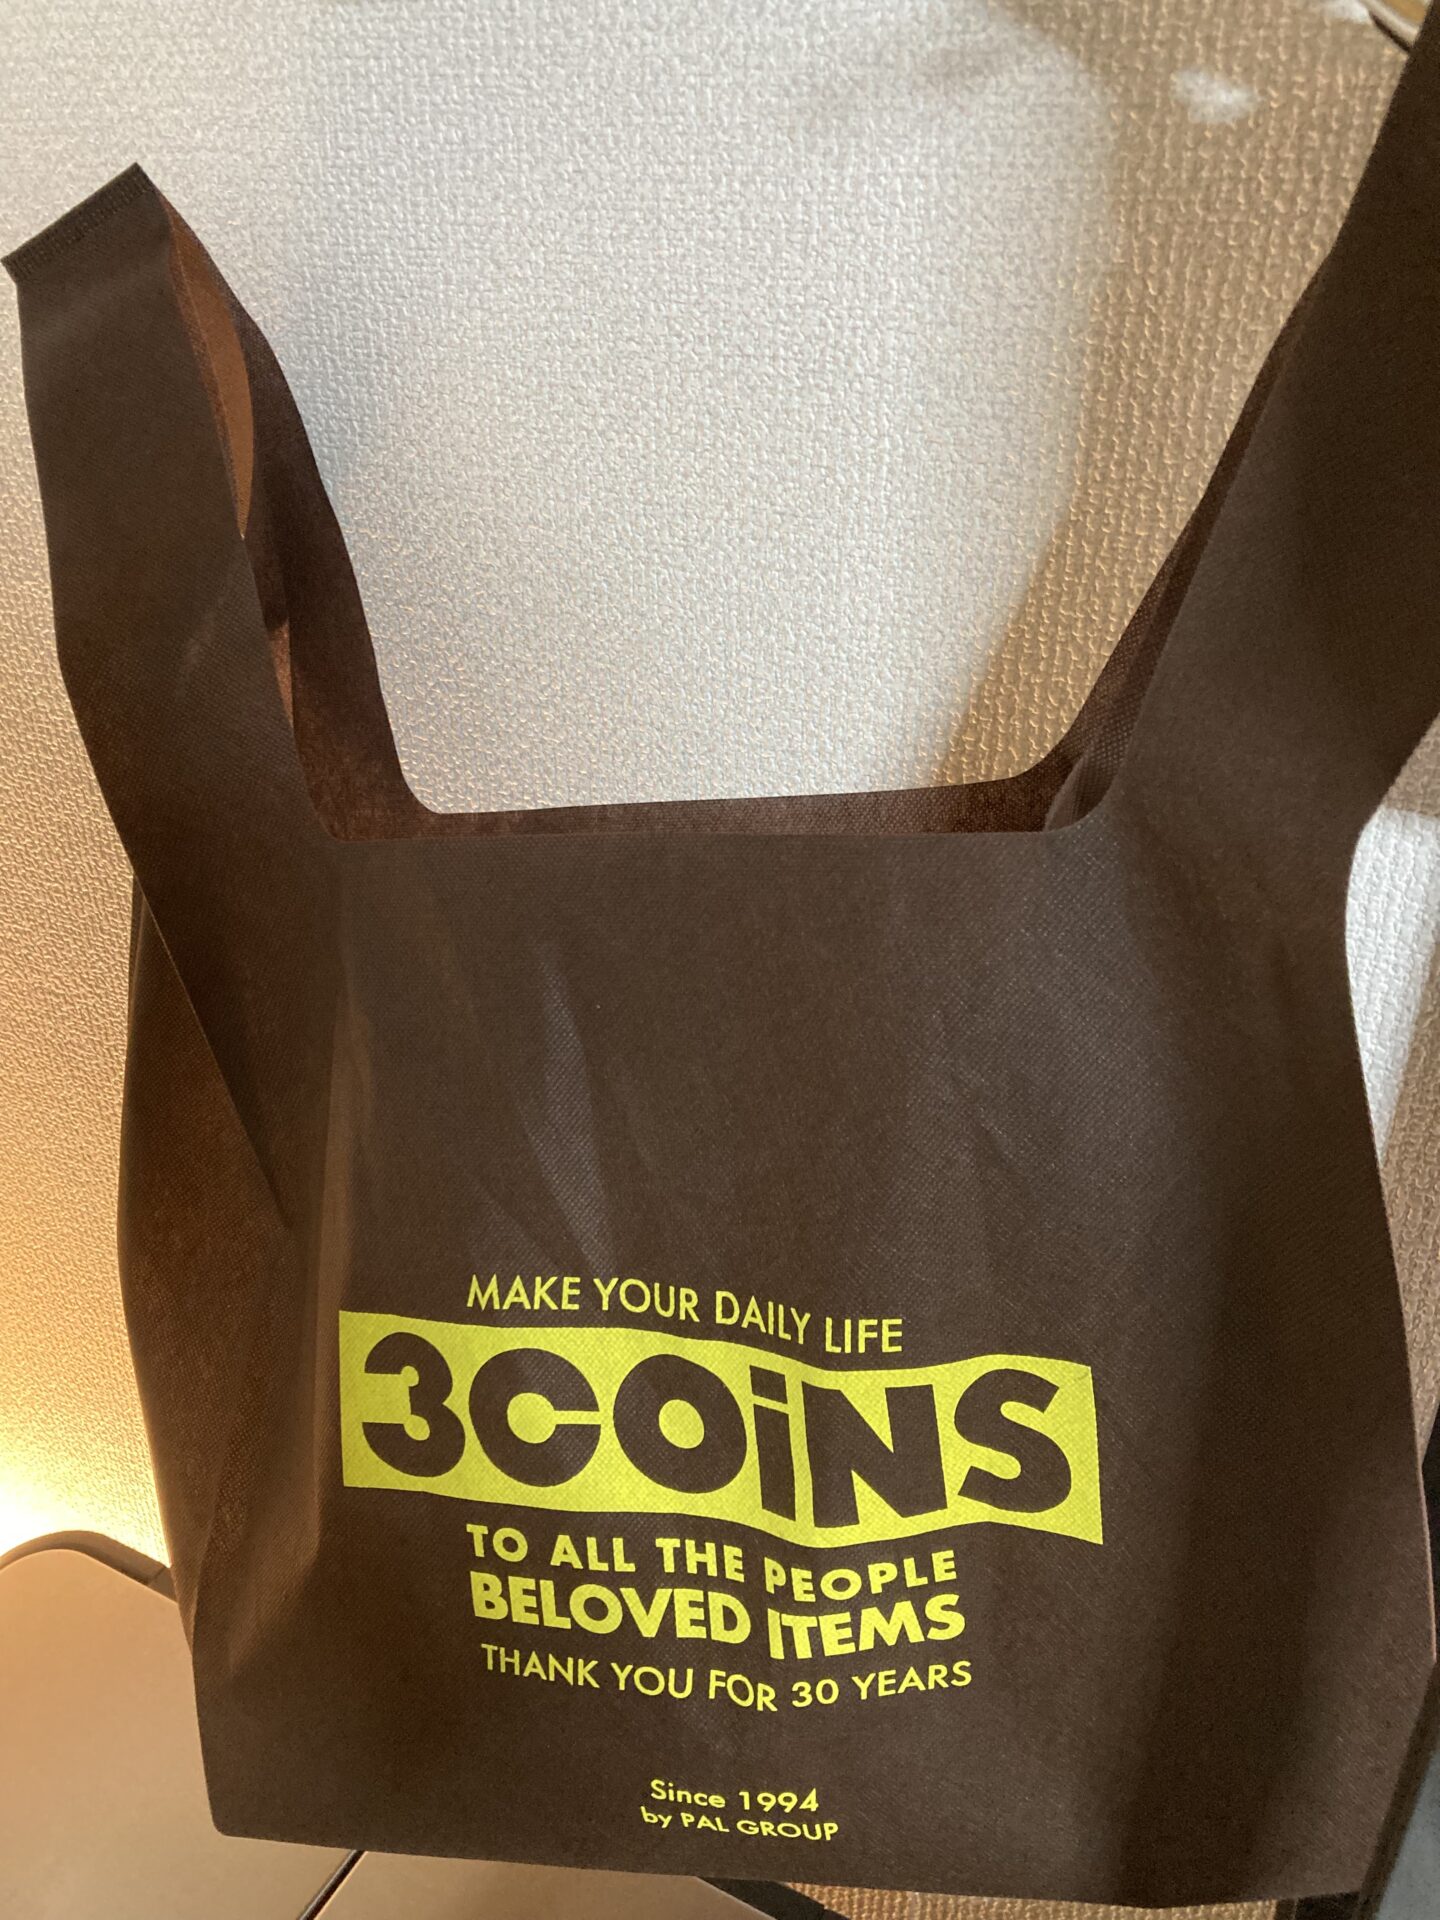 MAKE YOUR DAILY LIFE
3COiNS
TO ALL THE PEOPLE
BELOVED ITEMS
THANK YOU FOR 30 YEARS
Since 1994
by PAL GROUP